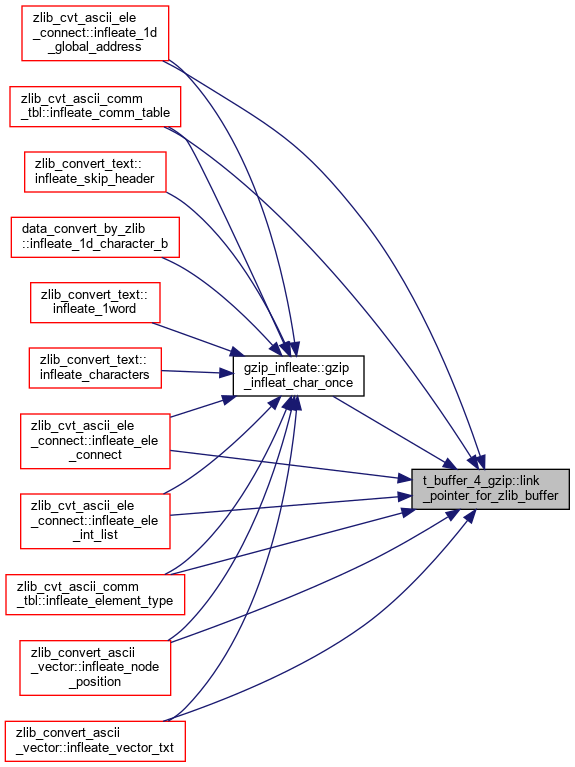 zlib_cvt_ascii_ele
_connect::infleate_1d
_global_address
zlib_cvt_ascii_comm
_tbl::infleate_comm_table
zlib_convert_text::
infleate_skip_header
data_convert_by_zlib
::infleate_1d_character_b
zlib_convert_text::
infleate_1word
zlib_convert_text::
infleate_characters
gzip_infleate::gzip
_infleat_char_once
zlib_cvt_ascii_ele
_connect::infleate_ele
_connect
t_buffer_4_gzip::link
_pointer_for_zlib_buffer
zlib_cvt_ascii_ele
_connect::infleate_ele
_int_list
zlib_cvt_ascii_comm
_tbl::infleate_element_type
zlib_convert_ascii
_vector::infleate_node
_position
zlib_convert_ascii
_vector::infleate_vector_txt